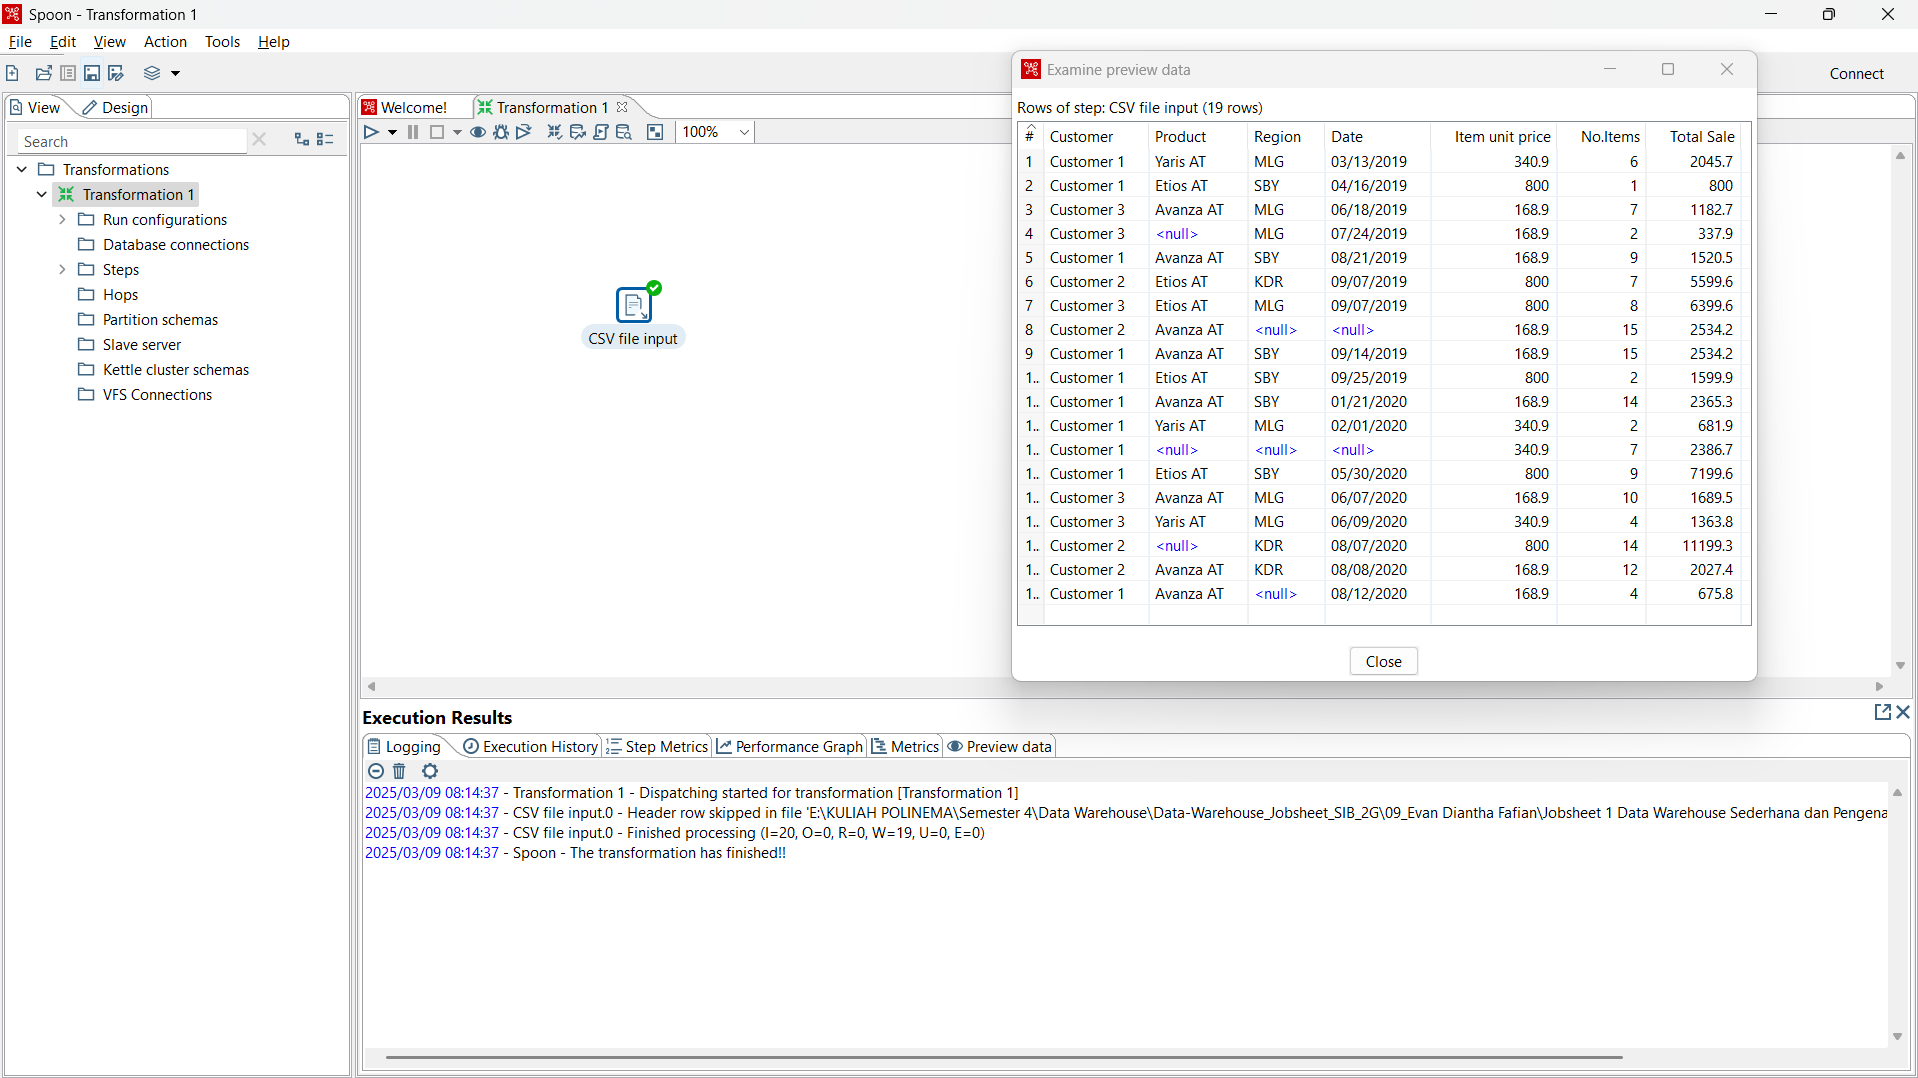 Spoon - Transformation 1
File Edit View Action Tools Help
Connect
View Design
Search
Transformations
Transformation 1
Run configurations
Database connections
Steps
Hops
Partition schemas
Slave server
Kettle cluster schemas
VFS Connections
Welcome! Transformation 1
100%
CSV file input
Examine preview data
Rows of step: CSV file input (19 rows)
# Customer Product Region Date Item unit price No.Items Total Sale
1 Customer 1 Yaris AT MLG 03/13/2019 340.9 6 2045.7
2 Customer 1 Etios AT SBY 04/16/2019 800 1 800
3 Customer 3 Avanza AT MLG 06/18/2019 168.9 7 1182.7
4 Customer 3 <null> MLG 07/24/2019 168.9 2 337.9
5 Customer 1 Avanza AT SBY 08/21/2019 168.9 9 1520.5
6 Customer 2 Etios AT KDR 09/07/2019 800 7 5599.6
7 Customer 3 Etios AT MLG 09/07/2019 800 8 6399.6
8 Customer 2 Avanza AT <null> <null> 168.9 15 2534.2
9 Customer 1 Avanza AT SBY 09/14/2019 168.9 15 2534.2
1.. Customer 1 Etios AT SBY 09/25/2019 800 2 1599.9
1.. Customer 1 Avanza AT SBY 01/21/2020 168.9 14 2365.3
1.. Customer 1 Yaris AT MLG 02/01/2020 340.9 2 681.9
1.. Customer 1 <null> <null> <null> 340.9 7 2386.7
1.. Customer 1 Etios AT SBY 05/30/2020 800 9 7199.6
1.. Customer 3 Avanza AT MLG 06/07/2020 168.9 10 1689.5
1.. Customer 3 Yaris AT MLG 06/09/2020 340.9 4 1363.8
1.. Customer 2 <null> KDR 08/07/2020 800 14 11199.3
1.. Customer 2 Avanza AT KDR 08/08/2020 168.9 12 2027.4
1.. Customer 1 Avanza AT <null> 08/12/2020 168.9 4 675.8
Close
Execution Results
Logging Execution History Step Metrics Performance Graph Metrics Preview data
2025/03/09 08:14:37 - Transformation 1 - Dispatching started for transformation [Transformation 1]
2025/03/09 08:14:37 - CSV file input.0 - Header row skipped in file 'E:\KULIAH POLINEMA\Semester 4\Data Warehouse\Data-Warehouse_Jobsheet_SIB_2G\09_Evan Diantha Fafian\Jobsheet 1 Data Warehouse Sederhana dan Pengena
2025/03/09 08:14:37 - CSV file input.0 - Finished processing (I=20, O=0, R=0, W=19, U=0, E=0)
2025/03/09 08:14:37 - Spoon - The transformation has finished!!